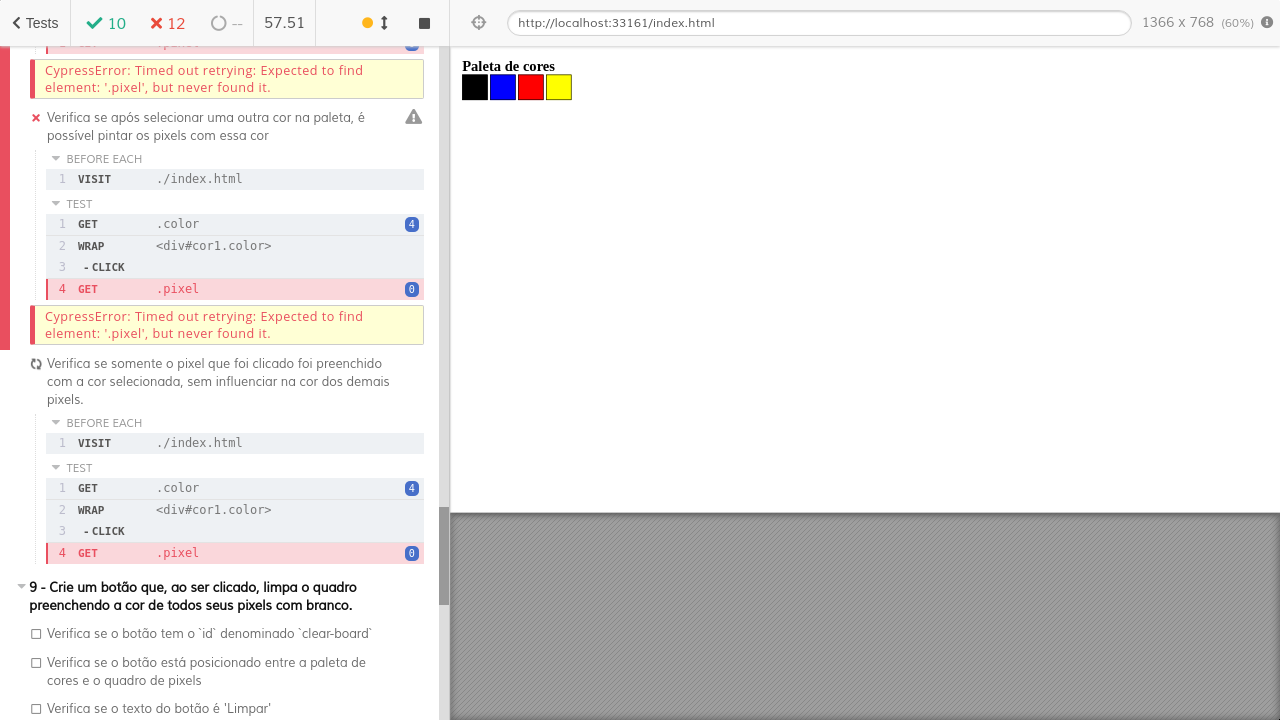 Tests 10 12 -- 57.51 http://localhost:33161/index.html 1366 x 768 (60%)
CypressError: Timed out retrying: Expected to find
element: '.pixel', but never found it.
Verifica se após selecionar uma outra cor na paleta, é
possível pintar os pixels com essa cor
BEFORE EACH
1 VISIT ./index.html
TEST
1 GET .color 4
2 WRAP <div#cor1.color>
3 - CLICK
4 GET .pixel 0
CypressError: Timed out retrying: Expected to find
element: '.pixel', but never found it.
Verifica se somente o pixel que foi clicado foi preenchido
com a cor selecionada, sem influenciar na cor dos demais
pixels.
BEFORE EACH
1 VISIT ./index.html
TEST
1 GET .color 4
2 WRAP <div#cor1.color>
3 - CLICK
4 GET .pixel 0
9 - Crie um botão que, ao ser clicado, limpa o quadro
preenchendo a cor de todos seus pixels com branco.
Verifica se o botão tem o `id` denominado `clear-board`
Verifica se o botão está posicionado entre a paleta de
cores e o quadro de pixels
Verifica se o texto do botão é 'Limpar'
Paleta de cores